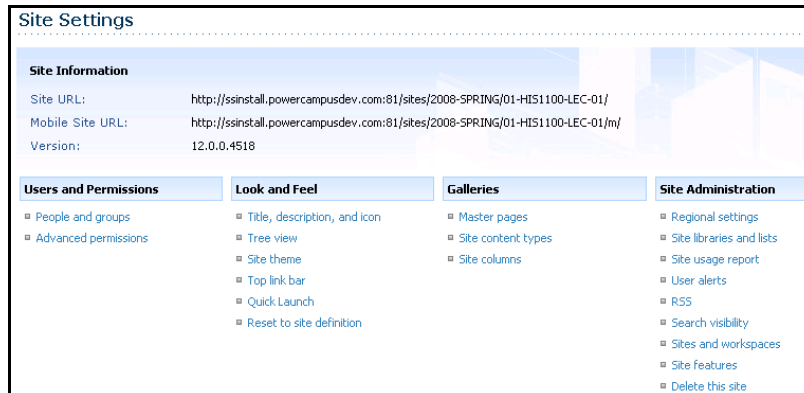 Site Settings
Site Information
Site URL: http://ssinstall.powercampusdev.com:81/sites/2008-SPRING/01-HIS1100-LEC-01/
Mobile Site URL: http://ssinstall.powercampusdev.com:81/sites/2008-SPRING/01-HIS1100-LEC-01/m/
Version: 12.0.0.4518
Users and Permissions
People and groups
Advanced permissions
Look and Feel
Title, description, and icon
Tree view
Site theme
Top link bar
Quick Launch
Reset to site definition
Galleries
Master pages
Site content types
Site columns
Site Administration
Regional settings
Site libraries and lists
Site usage report
User alerts
RSS
Search visibility
Sites and workspaces
Site features
Delete this site